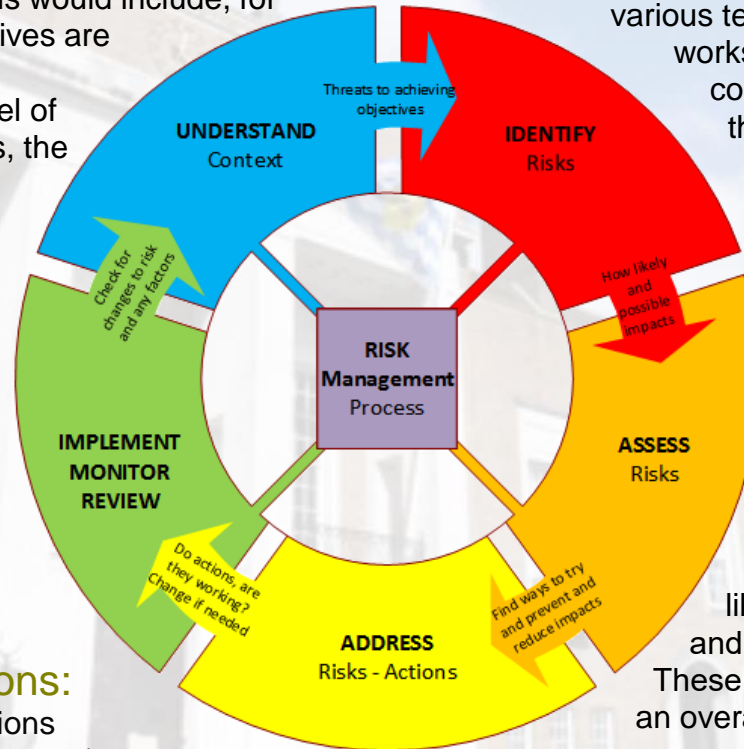 ns would include, for
ives are
el of
s, the
various te
works
co
th
UNDERSTAND
Context
Threats to achieving
objectives
IDENTIFY
Risks
How likely
and
possible
impacts
ASSESS
Risks
Find ways to try
and prevent and
reduce impacts
ADDRESS
Risks - Actions
Do actions, are
they working?
Change if needed
IMPLEMENT
MONITOR
REVIEW
Check for
changes to risk
and any factors
RISK
Management
Process
ons:
ions
li
and
These
an overa